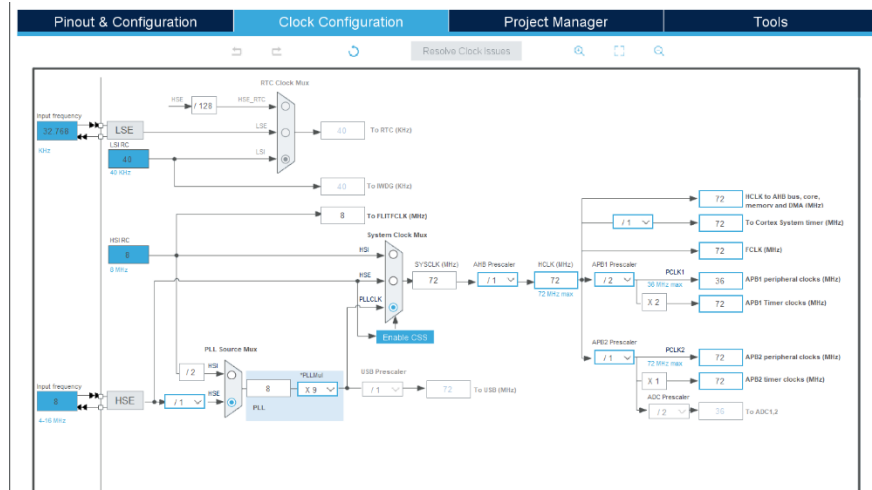 Pinout & Configuration
Clock Configuration
Project Manager
Tools
Resolve Clock Issues
RTC Clock Mux
HSE
/ 128
HSE_RTC
Input frequency
32.768
KHz
LSE
LSE
40
To RTC (KHz)
LSI RC
40
40 KHz
LSI
40
To IWDG (KHz)
8
To FLITFCLK (MHz)
System Clock Mux
HSI RC
8
8 MHz
HSI
HSE
PLLCLK
SYSCLK (MHz)
72
AHB Prescaler
/ 1
HCLK (MHz)
72
72 MHz max
Enable CSS
72
HCLK to AHB bus, core,
memory and DMA (MHz)
/ 1
72
To Cortex System timer (MHz)
72
FCLK (MHz)
APB1 Prescaler
/ 2
PCLK1
36 MHz max
36
APB1 peripheral clocks (MHz)
X 2
72
APB1 Timer clocks (MHz)
APB2 Prescaler
/ 1
PCLK2
72 MHz max
72
APB2 peripheral clocks (MHz)
X 1
72
APB2 timer clocks (MHz)
ADC Prescaler
/ 2
36
To ADC1,2
PLL Source Mux
/ 2
HSI
HSE
Input frequency
8
4-16 MHz
HSE
/ 1
8
*PLLMul
X 9
PLL
USB Prescaler
/ 1
72
To USB (MHz)